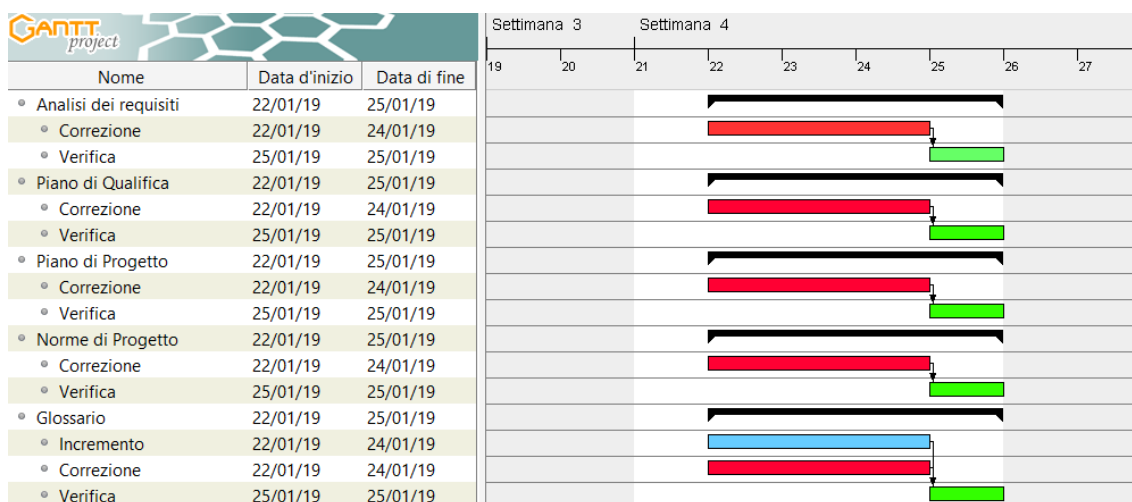 GANTT
project
Settimana 3 Settimana 4
19 20 21 22 23 24 25 26 27
Nome Data d'inizio Data di fine
Analisi dei requisiti 22/01/19 25/01/19
Correzione 22/01/19 24/01/19
Verifica 25/01/19 25/01/19
Piano di Qualifica 22/01/19 25/01/19
Correzione 22/01/19 24/01/19
Verifica 25/01/19 25/01/19
Piano di Progetto 22/01/19 25/01/19
Correzione 22/01/19 24/01/19
Verifica 25/01/19 25/01/19
Norme di Progetto 22/01/19 25/01/19
Correzione 22/01/19 24/01/19
Verifica 25/01/19 25/01/19
Glossario 22/01/19 25/01/19
Incremento 22/01/19 24/01/19
Correzione 22/01/19 24/01/19
Verifica 25/01/19 25/01/19